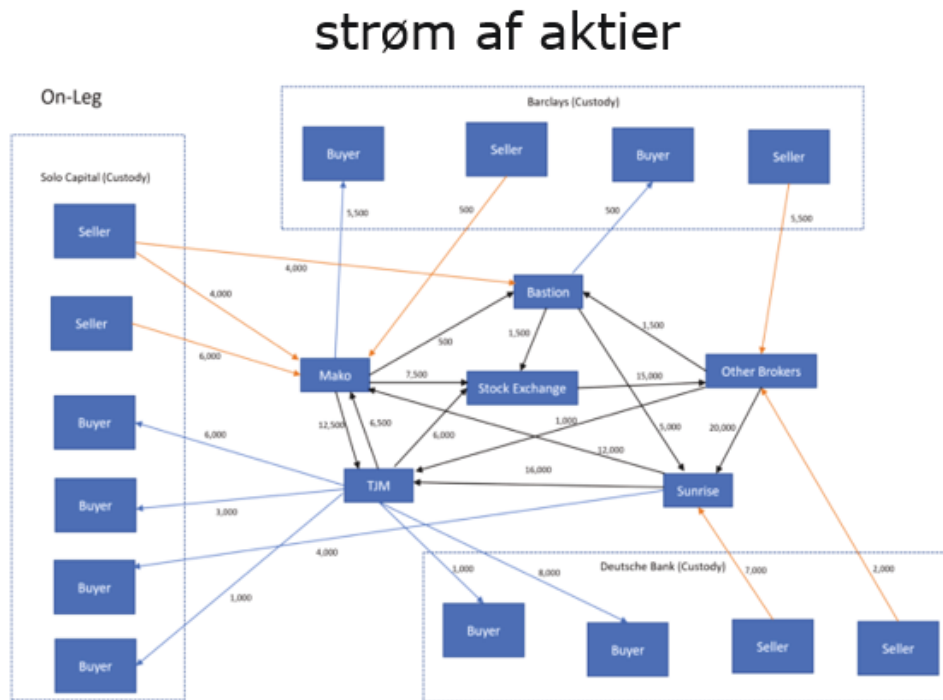 strøm af aktier
On-Leg
Barclays (Custody)
Buyer
Seller
Buyer
Seller
Solo Capital (Custody)
5,500
500
500
5,500
Seller
4,000
Bastion
4,000
Seller
500
1,500
1,500
6,000
Mako
7,500
Stock Exchange
15,000
Other Brokers
Buyer
12,500
6,500
6,000
1,000
5,000
20,000
6,000
12,000
16,000
TJM
Sunrise
Buyer
3,000
4,000
1,000
8,000
Deutsche Bank (Custody)
7,000
2,000
Buyer
1,000
Buyer
Buyer
Seller
Seller
Buyer